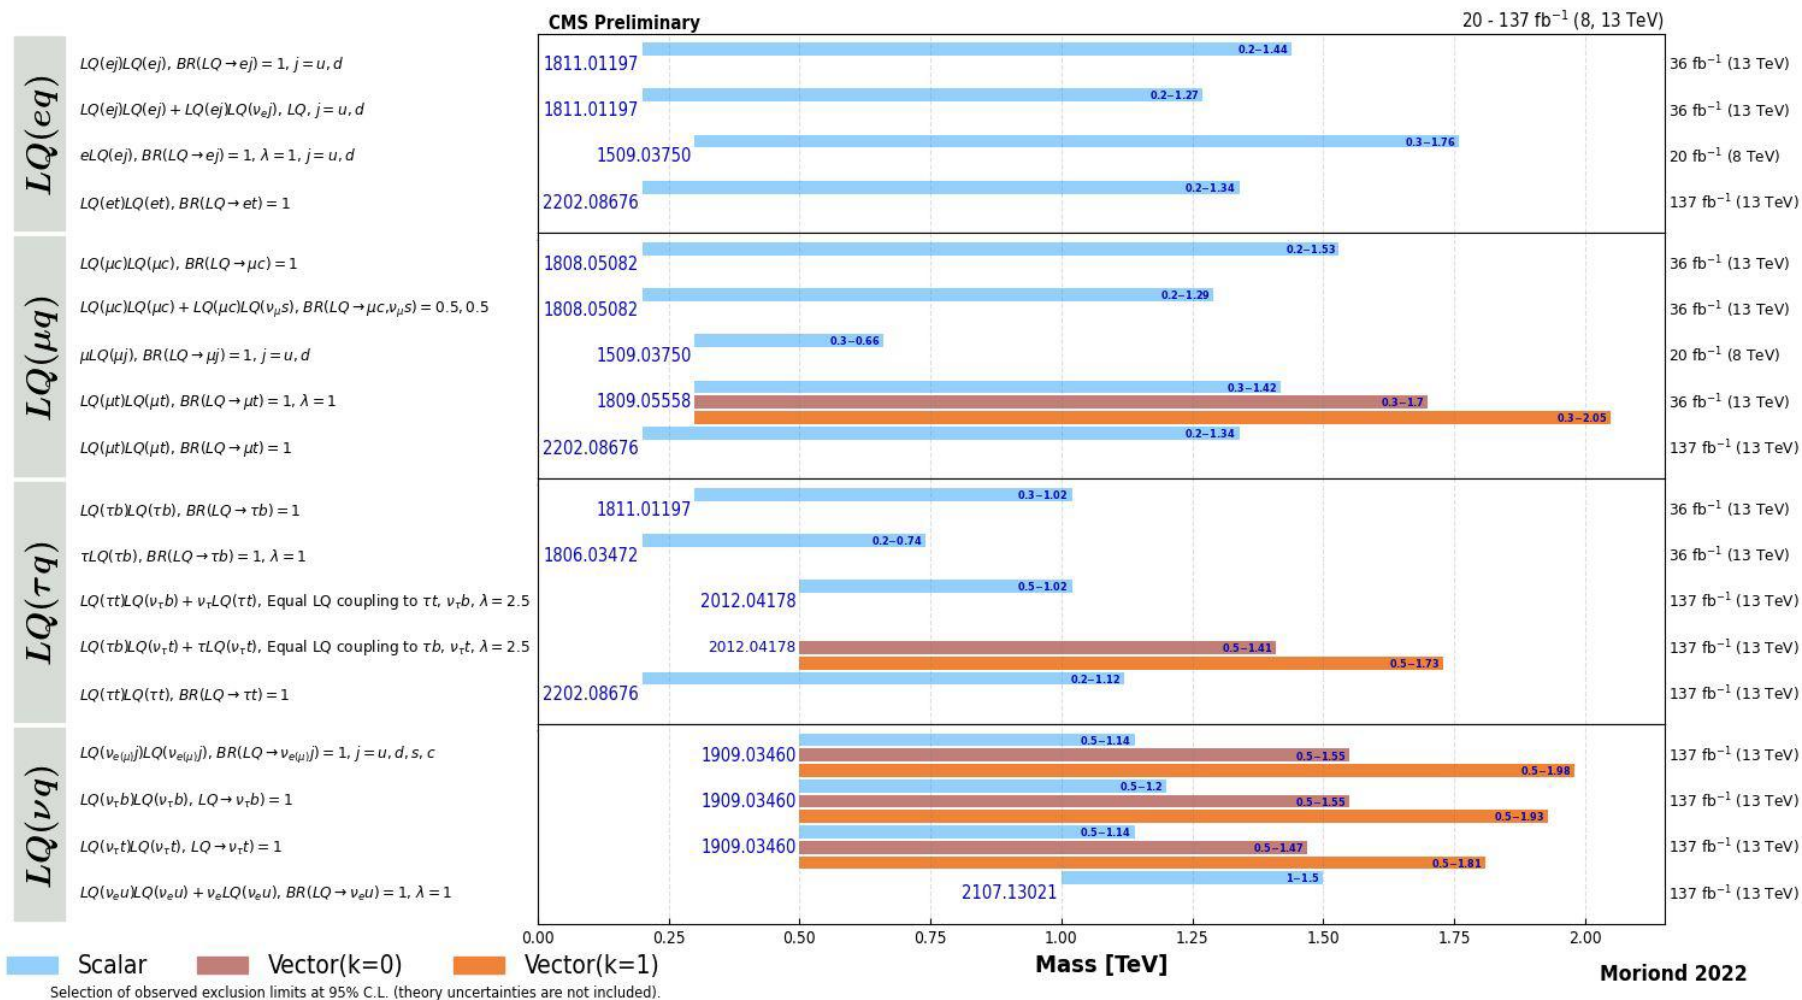 CMS Preliminary 20 - 137 fb⁻¹ (8, 13 TeV)
LQ(eq)
LQ(ej)LQ(ej), BR(LQ → ej) = 1, j = u, d 1811.01197 0.2−1.44 36 fb⁻¹ (13 TeV)
LQ(ej)LQ(ej) + LQ(ej)LQ(νₑj), LQ, j = u, d 1811.01197 0.2−1.27 36 fb⁻¹ (13 TeV)
eLQ(ej), BR(LQ → ej) = 1, λ = 1, j = u, d 1509.03750 0.3−1.76 20 fb⁻¹ (8 TeV)
LQ(et)LQ(et), BR(LQ → et) = 1 2202.08676 0.2−1.34 137 fb⁻¹ (13 TeV)
LQ(μq)
LQ(μc)LQ(μc), BR(LQ → μc) = 1 1808.05082 0.2−1.53 36 fb⁻¹ (13 TeV)
LQ(μc)LQ(μc) + LQ(μc)LQ(ν_μs), BR(LQ → μc,ν_μs) = 0.5, 0.5 1808.05082 0.2−1.29 36 fb⁻¹ (13 TeV)
μLQ(μj), BR(LQ → μj) = 1, j = u, d 1509.03750 0.3−0.66 20 fb⁻¹ (8 TeV)
LQ(μt)LQ(μt), BR(LQ → μt) = 1, λ = 1 1809.05558 0.3−1.42 0.3−1.7 0.3−2.05 36 fb⁻¹ (13 TeV)
LQ(μt)LQ(μt), BR(LQ → μt) = 1 2202.08676 0.2−1.34 137 fb⁻¹ (13 TeV)
LQ(τq)
LQ(τb)LQ(τb), BR(LQ → τb) = 1 1811.01197 0.3−1.02 36 fb⁻¹ (13 TeV)
τLQ(τb), BR(LQ → τb) = 1, λ = 1 1806.03472 0.2−0.74 36 fb⁻¹ (13 TeV)
LQ(τt)LQ(ν_τb) + ν_τLQ(τt), Equal LQ coupling to τt, ν_τb, λ = 2.5 2012.04178 0.5−1.02 137 fb⁻¹ (13 TeV)
LQ(τb)LQ(ν_τt) + τLQ(ν_τt), Equal LQ coupling to τb, ν_τt, λ = 2.5 2012.04178 0.5−1.41 0.5−1.73 137 fb⁻¹ (13 TeV)
LQ(τt)LQ(τt), BR(LQ → τt) = 1 2202.08676 0.2−1.12 137 fb⁻¹ (13 TeV)
LQ(νq)
LQ(ν_e(μ)j)LQ(ν_e(μ)j), BR(LQ → ν_e(μ)j) = 1, j = u, d, s, c 1909.03460 0.5−1.14 0.5−1.55 0.5−1.98 137 fb⁻¹ (13 TeV)
LQ(ν_τb)LQ(ν_τb), LQ → ν_τb) = 1 1909.03460 0.5−1.2 0.5−1.55 0.5−1.93 137 fb⁻¹ (13 TeV)
LQ(ν_τt)LQ(ν_τt), LQ → ν_τt) = 1 1909.03460 0.5−1.14 0.5−1.47 0.5−1.81 137 fb⁻¹ (13 TeV)
LQ(νₑu)LQ(νₑu) + νₑLQ(νₑu), BR(LQ → νₑu) = 1, λ = 1 2107.13021 1−1.5 137 fb⁻¹ (13 TeV)
0.00 0.25 0.50 0.75 1.00 1.25 1.50 1.75 2.00
Scalar Vector(k=0) Vector(k=1) Mass [TeV]
Moriond 2022
Selection of observed exclusion limits at 95% C.L. (theory uncertainties are not included).